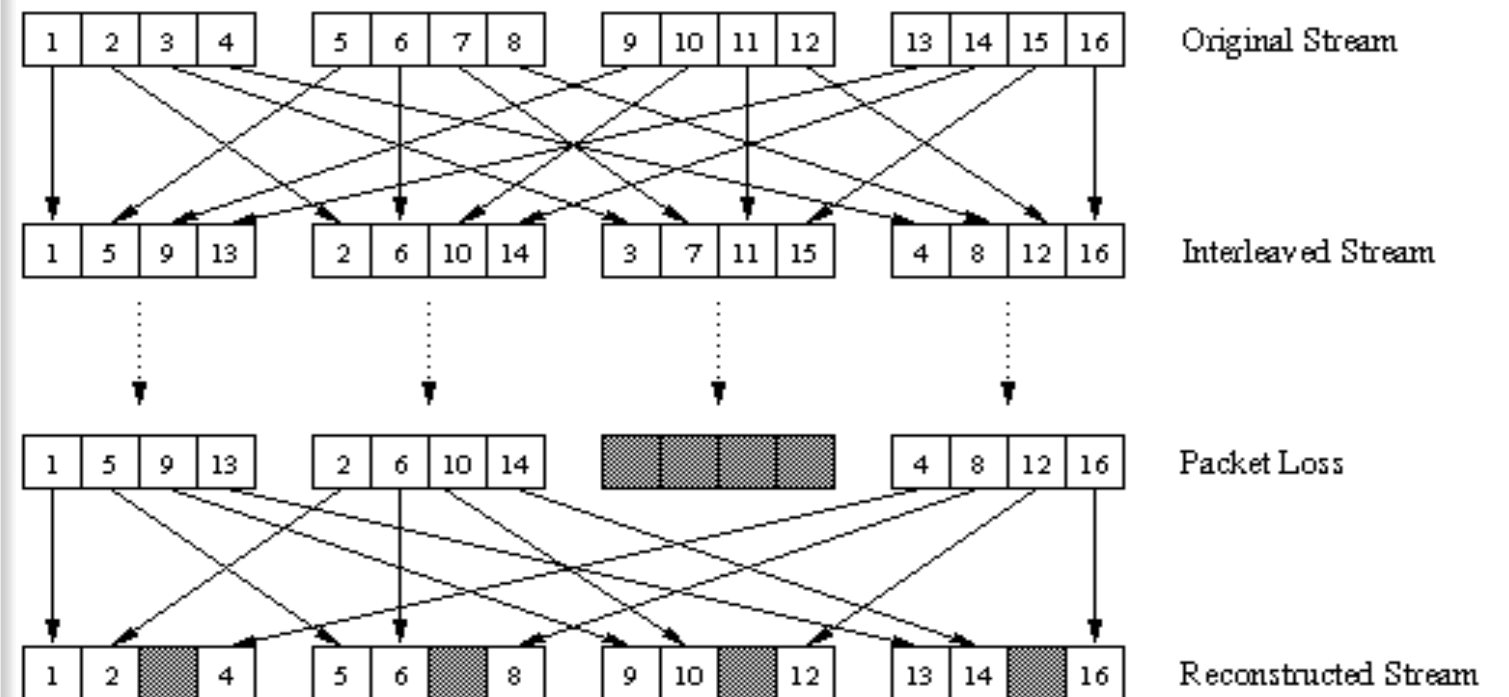 1 2 3 4 5 6 7 8 9 10 11 12 13 14 15 16 Original Stream
1 5 9 13 2 6 10 14 3 7 11 15 4 8 12 16 Interleaved Stream
1 5 9 13 2 6 10 14 4 8 12 16 Packet Loss
1 2 4 5 6 8 9 10 12 13 14 16 Reconstructed Stream